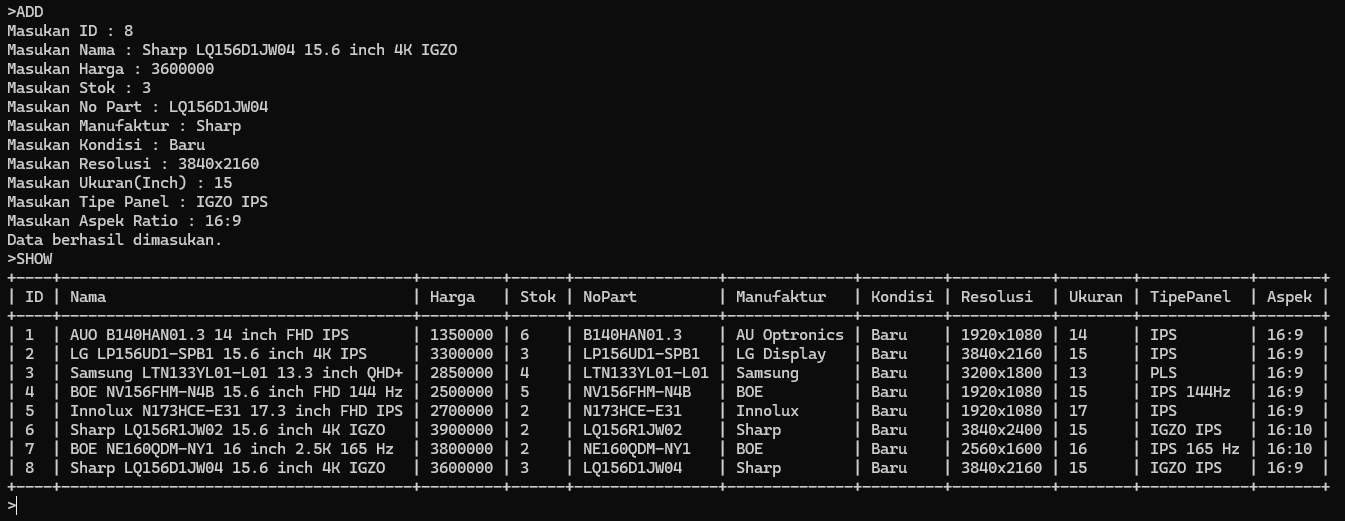 >ADD
Masukan ID : 8
Masukan Nama : Sharp LQ156D1JW04 15.6 inch 4K IGZO
Masukan Harga : 3600000
Masukan Stok : 3
Masukan No Part : LQ156D1JW04
Masukan Manufaktur : Sharp
Masukan Kondisi : Baru
Masukan Resolusi : 3840x2160
Masukan Ukuran(Inch) : 15
Masukan Tipe Panel : IGZO IPS
Masukan Aspek Ratio : 16:9
Data berhasil dimasukan.
>SHOW
+----+---------------------------------------+---------+------+----------------+--------------+---------+-----------+--------+------------+-------+
| ID | Nama                                  | Harga   | Stok | NoPart         | Manufaktur   | Kondisi | Resolusi  | Ukuran | TipePanel  | Aspek |
+----+---------------------------------------+---------+------+----------------+--------------+---------+-----------+--------+------------+-------+
| 1  | AUO B140HAN01.3 14 inch FHD IPS       | 1350000 | 6    | B140HAN01.3    | AU Optronics | Baru    | 1920x1080 | 14     | IPS        | 16:9  |
| 2  | LG LP156UD1-SPB1 15.6 inch 4K IPS     | 3300000 | 3    | LP156UD1-SPB1  | LG Display   | Baru    | 3840x2160 | 15     | IPS        | 16:9  |
| 3  | Samsung LTN133YL01-L01 13.3 inch QHD+ | 2850000 | 4    | LTN133YL01-L01 | Samsung      | Baru    | 3200x1800 | 13     | PLS        | 16:9  |
| 4  | BOE NV156FHM-N4B 15.6 inch FHD 144 Hz | 2500000 | 5    | NV156FHM-N4B   | BOE          | Baru    | 1920x1080 | 15     | IPS 144Hz  | 16:9  |
| 5  | Innolux N173HCE-E31 17.3 inch FHD IPS | 2700000 | 2    | N173HCE-E31    | Innolux      | Baru    | 1920x1080 | 17     | IPS        | 16:9  |
| 6  | Sharp LQ156R1JW02 15.6 inch 4K IGZO   | 3900000 | 2    | LQ156R1JW02    | Sharp        | Baru    | 3840x2400 | 15     | IGZO IPS   | 16:10 |
| 7  | BOE NE160QDM-NY1 16 inch 2.5K 165 Hz  | 3800000 | 2    | NE160QDM-NY1   | BOE          | Baru    | 2560x1600 | 16     | IPS 165 Hz | 16:10 |
| 8  | Sharp LQ156D1JW04 15.6 inch 4K IGZO   | 3600000 | 3    | LQ156D1JW04    | Sharp        | Baru    | 3840x2160 | 15     | IGZO IPS   | 16:9  |
+----+---------------------------------------+---------+------+----------------+--------------+---------+-----------+--------+------------+-------+
>